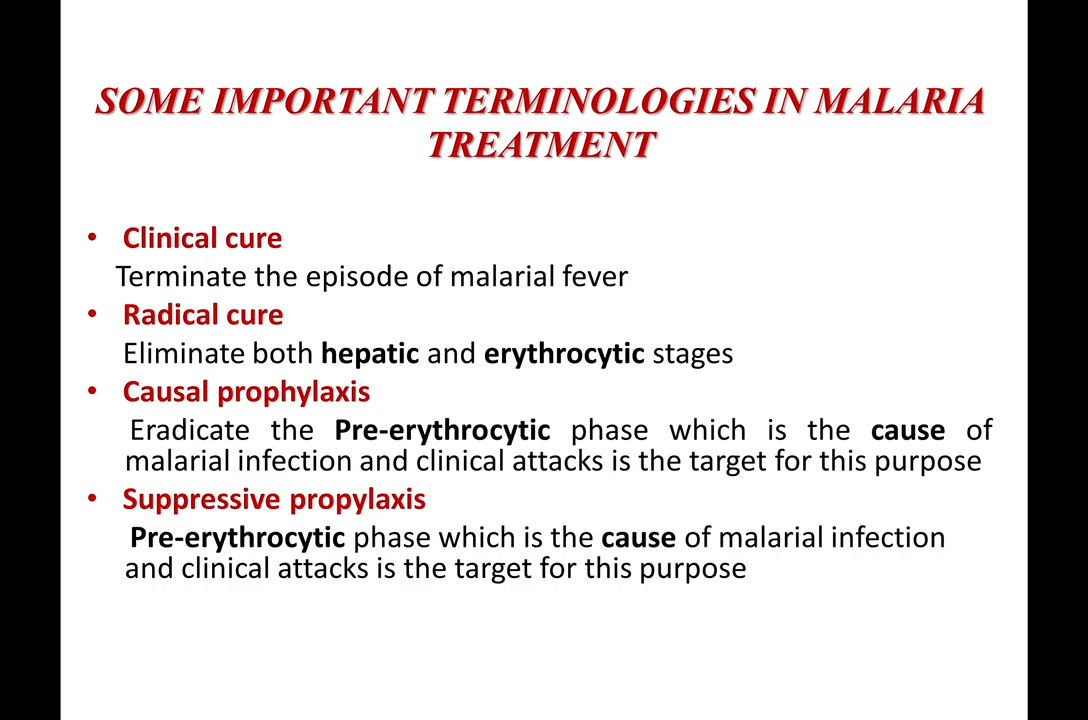 SOME IMPORTANT TERMINOLOGIES IN MALARIA
TREATMENT
• Clinical cure
Terminate the episode of malarial fever
• Radical cure
Eliminate both hepatic and erythrocytic stages
• Causal prophylaxis
Eradicate the Pre-erythrocytic phase which is the cause of
malarial infection and clinical attacks is the target for this purpose
• Suppressive propylaxis
Pre-erythrocytic phase which is the cause of malarial infection
and clinical attacks is the target for this purpose